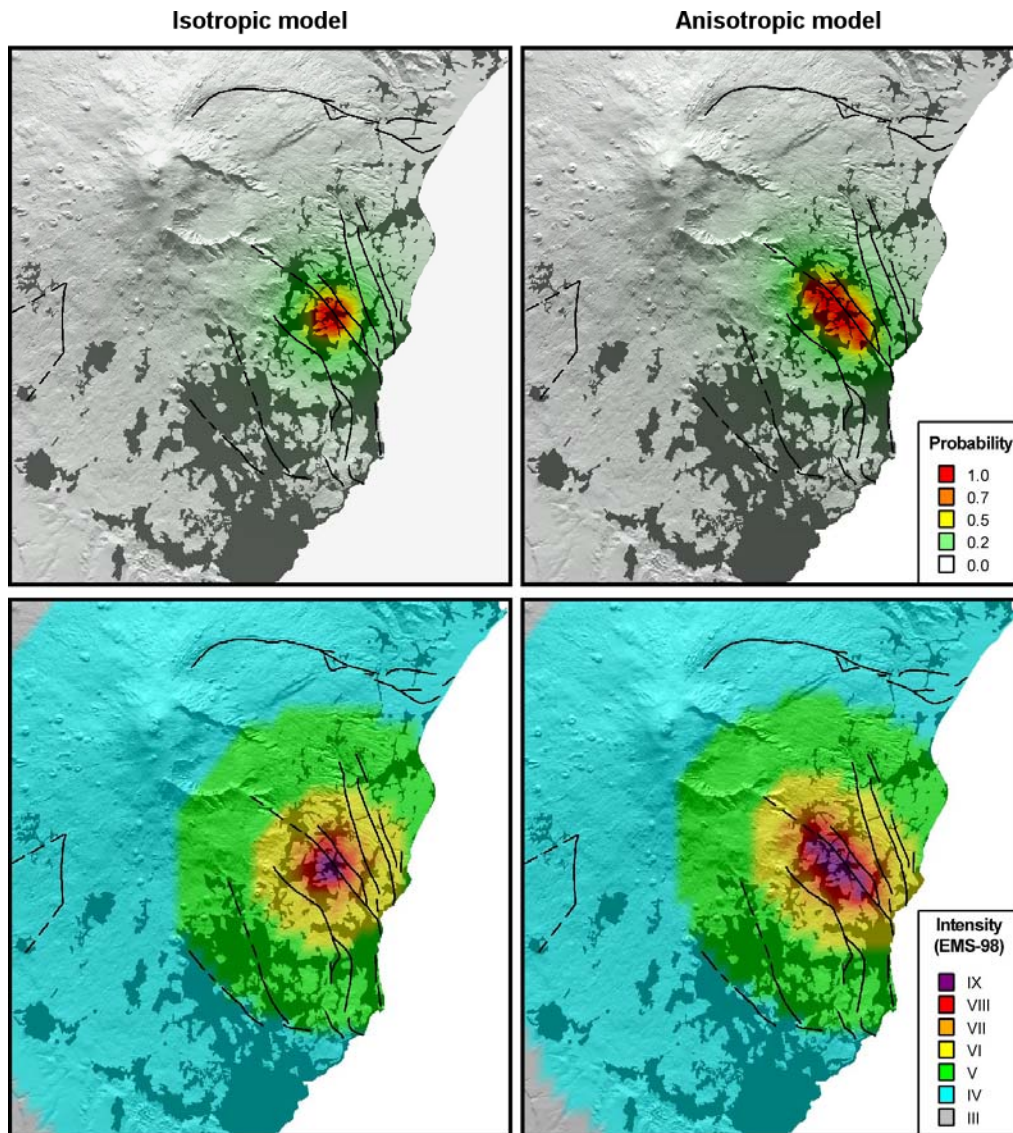 Isotropic model
Anisotropic model
Probability
1.0
0.7
0.5
0.2
0.0
Intensity
(EMS-98)
IX
VIII
VII
VI
V
IV
III